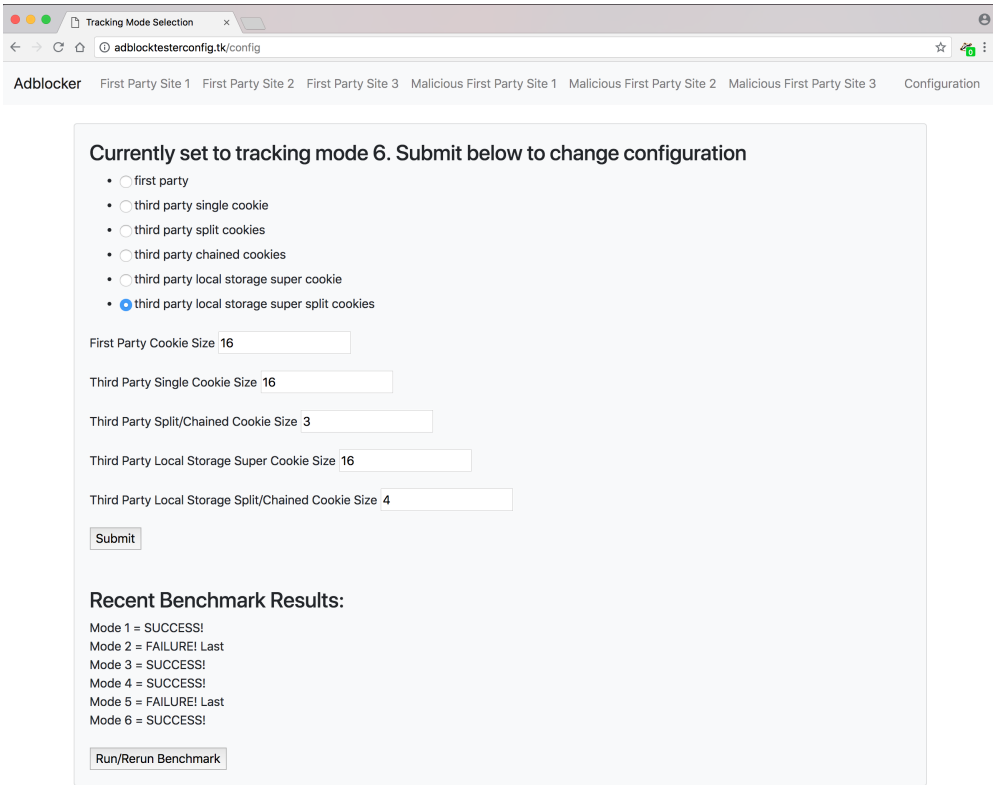 Tracking Mode Selection
adblocktesterconfig.tk/config
0
Adblocker First Party Site 1 First Party Site 2 First Party Site 3 Malicious First Party Site 1 Malicious First Party Site 2 Malicious First Party Site 3 Configuration
Currently set to tracking mode 6. Submit below to change configuration
first party
third party single cookie
third party split cookies
third party chained cookies
third party local storage super cookie
third party local storage super split cookies
First Party Cookie Size 16
Third Party Single Cookie Size 16
Third Party Split/Chained Cookie Size 3
Third Party Local Storage Super Cookie Size 16
Third Party Local Storage Split/Chained Cookie Size 4
Submit
Recent Benchmark Results:
Mode 1 = SUCCESS!
Mode 2 = FAILURE! Last
Mode 3 = SUCCESS!
Mode 4 = SUCCESS!
Mode 5 = FAILURE! Last
Mode 6 = SUCCESS!
Run/Rerun Benchmark